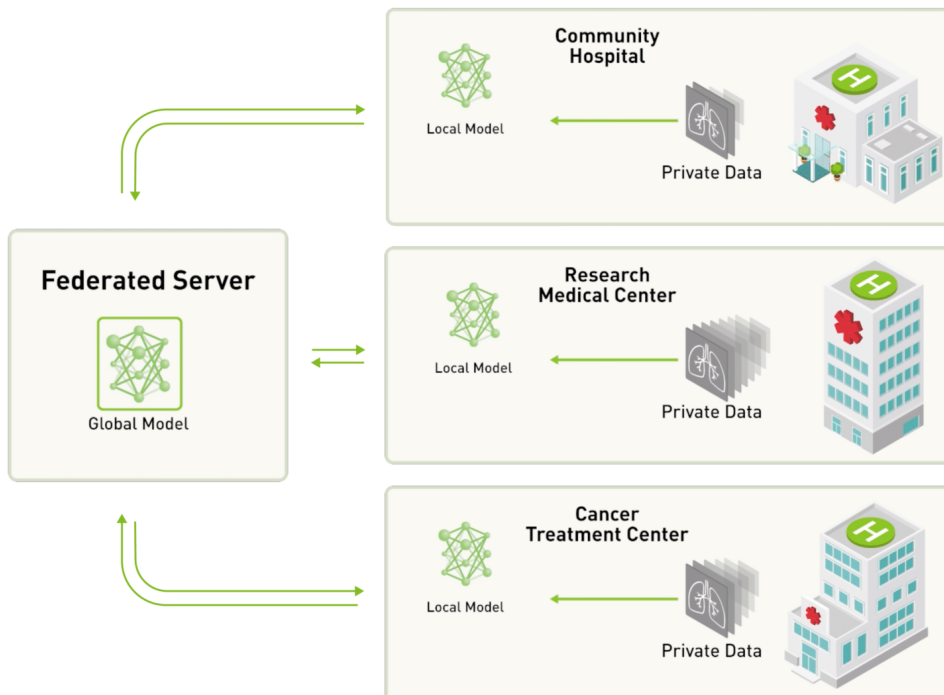 Community
Hospital
Local Model
Private Data
H
Federated Server
Global Model
Research
Medical Center
Local Model
Private Data
H
Cancer
Treatment Center
Local Model
Private Data
H